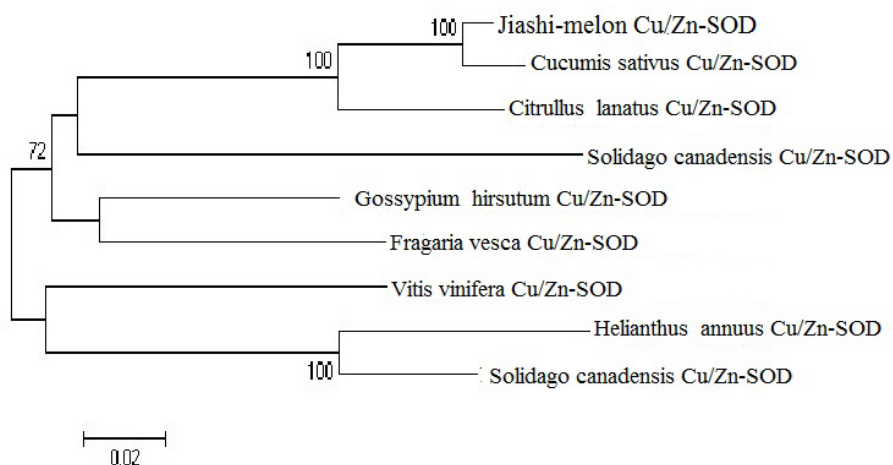 100 Jiashi-melon Cu/Zn-SOD
100 Cucumis sativus Cu/Zn-SOD
Citrullus lanatus Cu/Zn-SOD
72 Solidago canadensis Cu/Zn-SOD
Gossypium hirsutum Cu/Zn-SOD
Fragaria vesca Cu/Zn-SOD
Vitis vinifera Cu/Zn-SOD
Helianthus annuus Cu/Zn-SOD
100 Solidago canadensis Cu/Zn-SOD
0.02